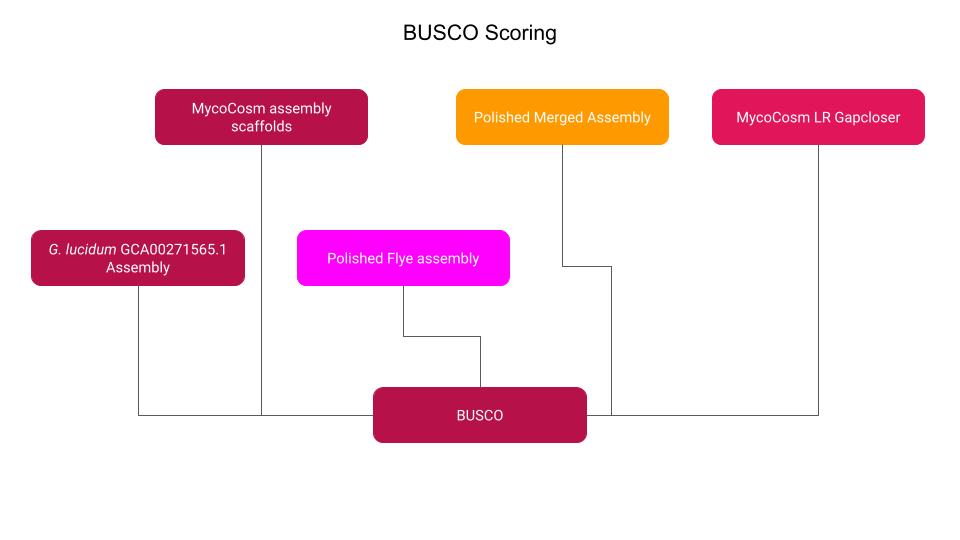 BUSCO Scoring
MycoCosm assembly
scaffolds
Polished Merged Assembly
MycoCosm LR Gapcloser
G. lucidum GCA00271565.1
Assembly
Polished Flye assembly
BUSCO